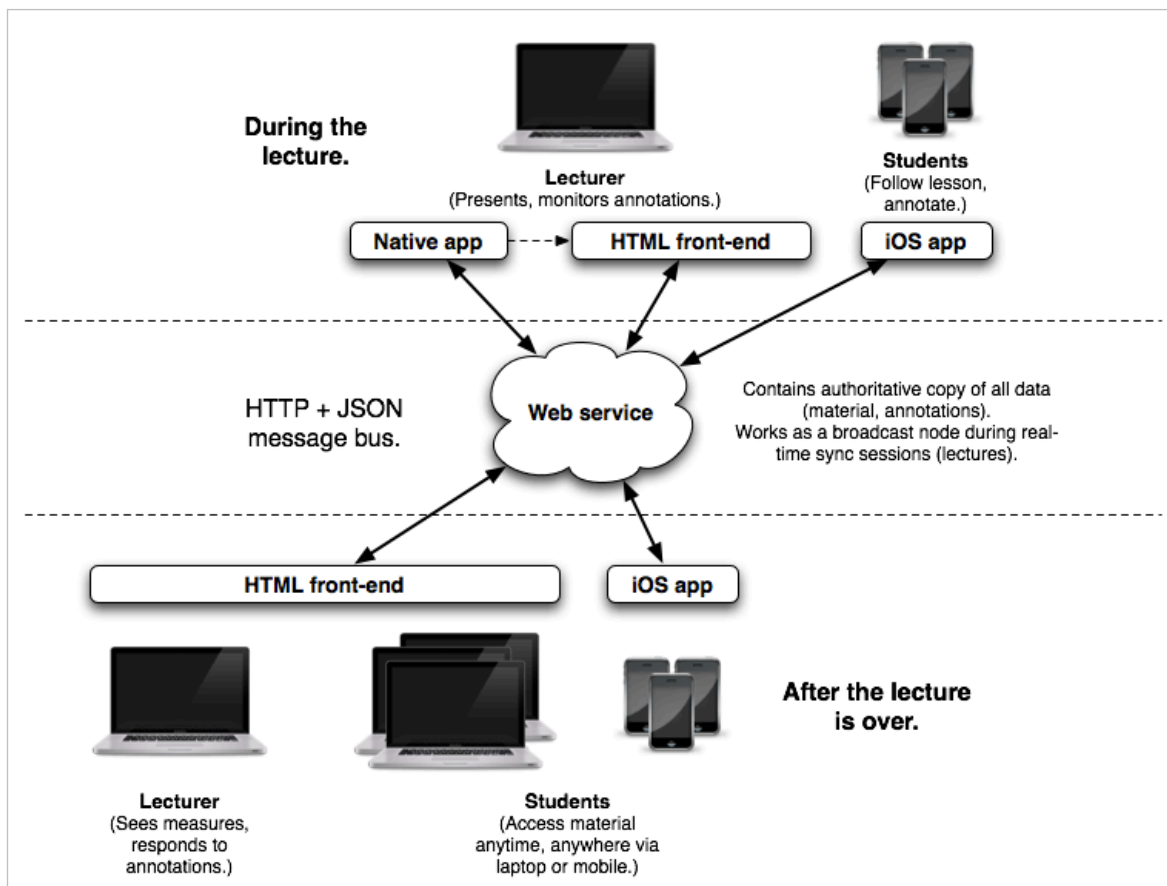 During the
lecture.
Lecturer
(Presents, monitors annotations.)
Students
(Follow lesson,
annotate.)
Native app
HTML front-end
iOS app
HTTP + JSON
message bus.
Web service
Contains authoritative copy of all data
(material, annotations).
Works as a broadcast node during real-
time sync sessions (lectures).
HTML front-end
iOS app
After the lecture
is over.
Lecturer
(Sees measures,
responds to
annotations.)
Students
(Access material
anytime, anywhere via
laptop or mobile.)